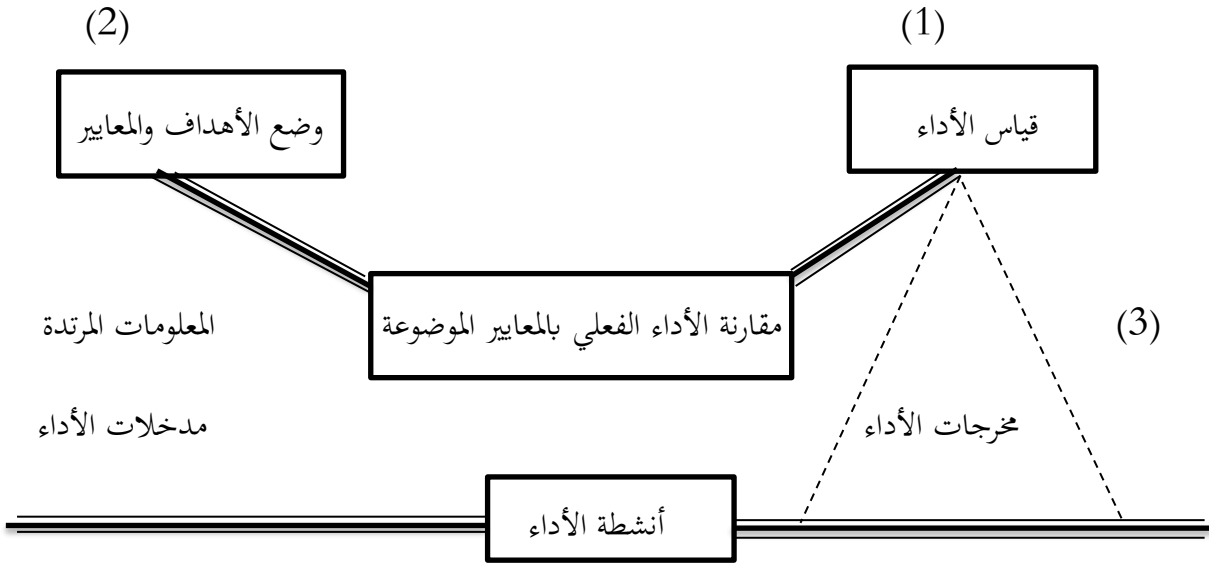 (1)
(2)
قياس الأداء
وضع الأهداف والمعايير
(3)
مقارنة الأداء الفعلي بالمعايير الموضوعة
المعلومات المرتدة
مخرجات الأداء
مدخلات الأداء
أنشطة الأداء